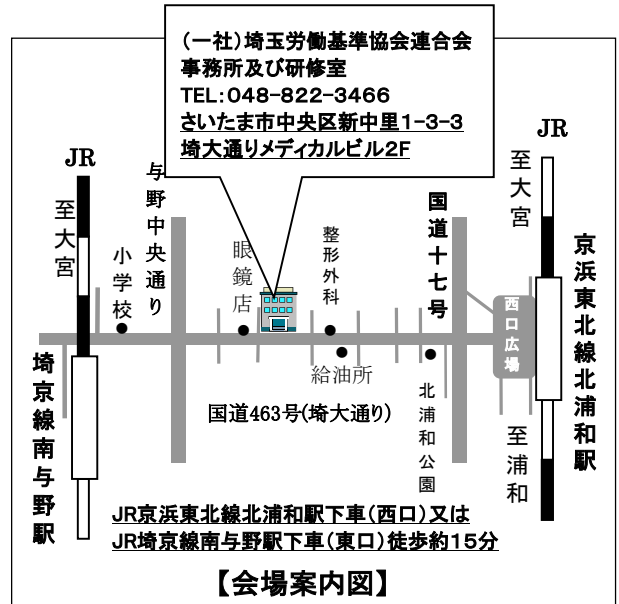 （一社）埼玉労働基準協会連合会
事務所及び研修室
TEL：048-822-3466
さいたま市中央区新中里1-3-3
埼大通りメディカルビル2F
JR
至大宮
小学校
与野中央通り
眼鏡店
整形外科
国道十七号
JR
至大宮
京浜東北線北浦和駅
西口広場
埼京線南与野駅
給油所
国道463号(埼大通り)
北浦和公園
至浦和
JR京浜東北線北浦和駅下車（西口）又は
JR埼京線南与野駅下車（東口）徒歩約15分
【会場案内図】